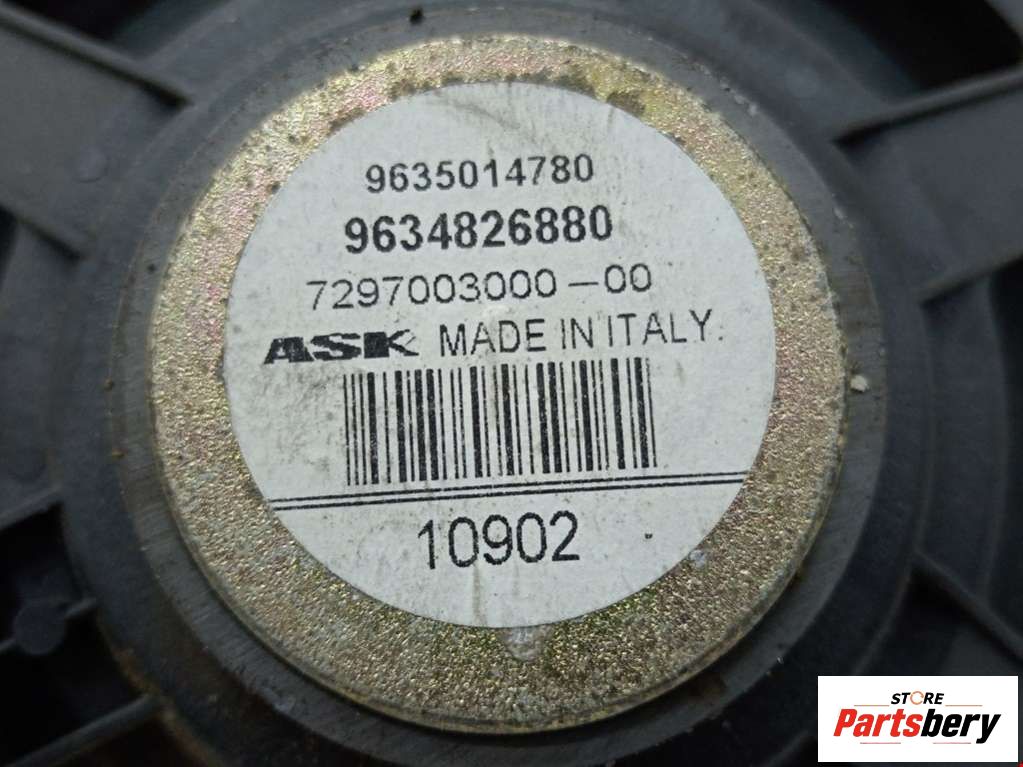 9635014780
9634826880
7297003000-00
ASK MADE IN ITALY.
10902
STORE
Partsbery